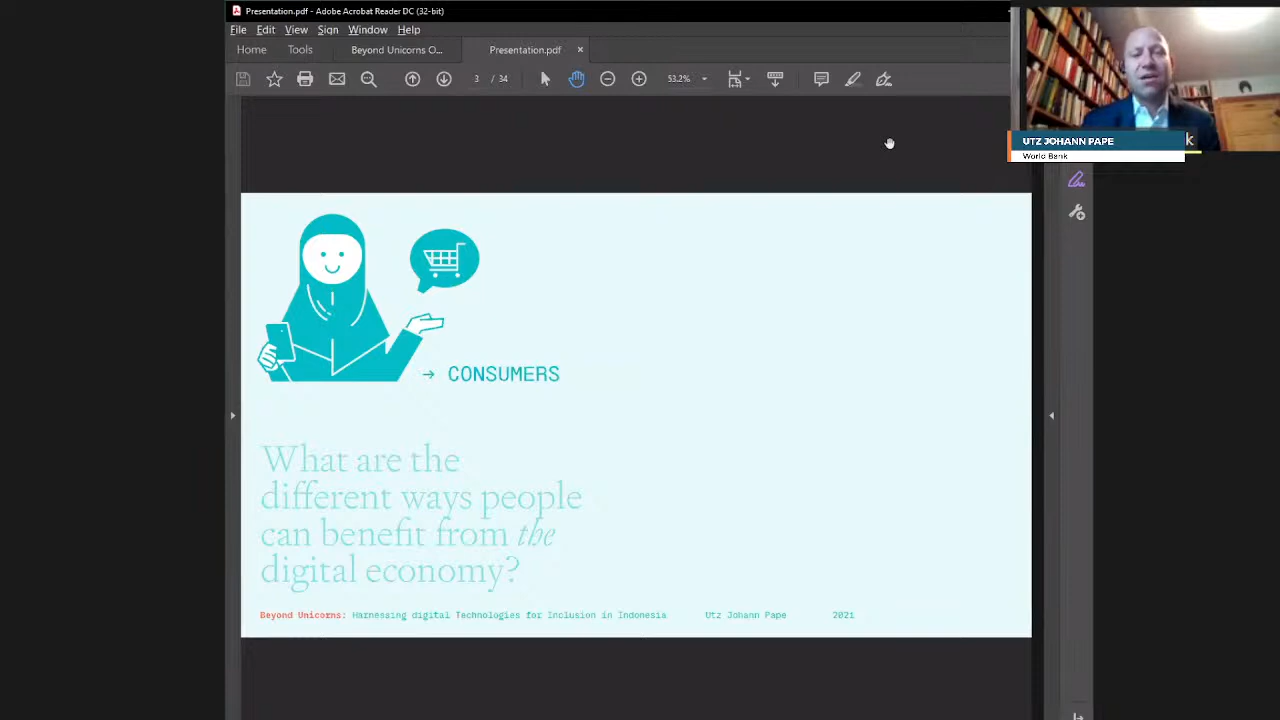 Presentation.pdf - Adobe Acrobat Reader DC (32-bit)
File Edit View Sign Window Help
Home Tools Beyond Unicorns O... Presentation.pdf ×
3 / 34 53.2%
k
UTZ JOHANN PAPE
World Bank
→ CONSUMERS
What are the
different ways people
can benefit from the
digital economy?
Beyond Unicorns: Harnessing digital Technologies for Inclusion in Indonesia Utz Johann Pape 2021